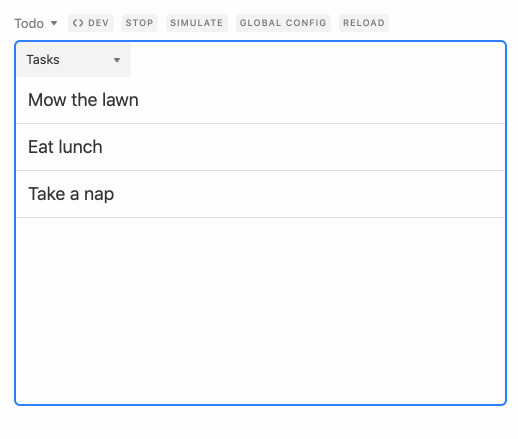 Todo DEV STOP SIMULATE GLOBAL CONFIG RELOAD
Tasks
Mow the lawn
Eat lunch
Take a nap